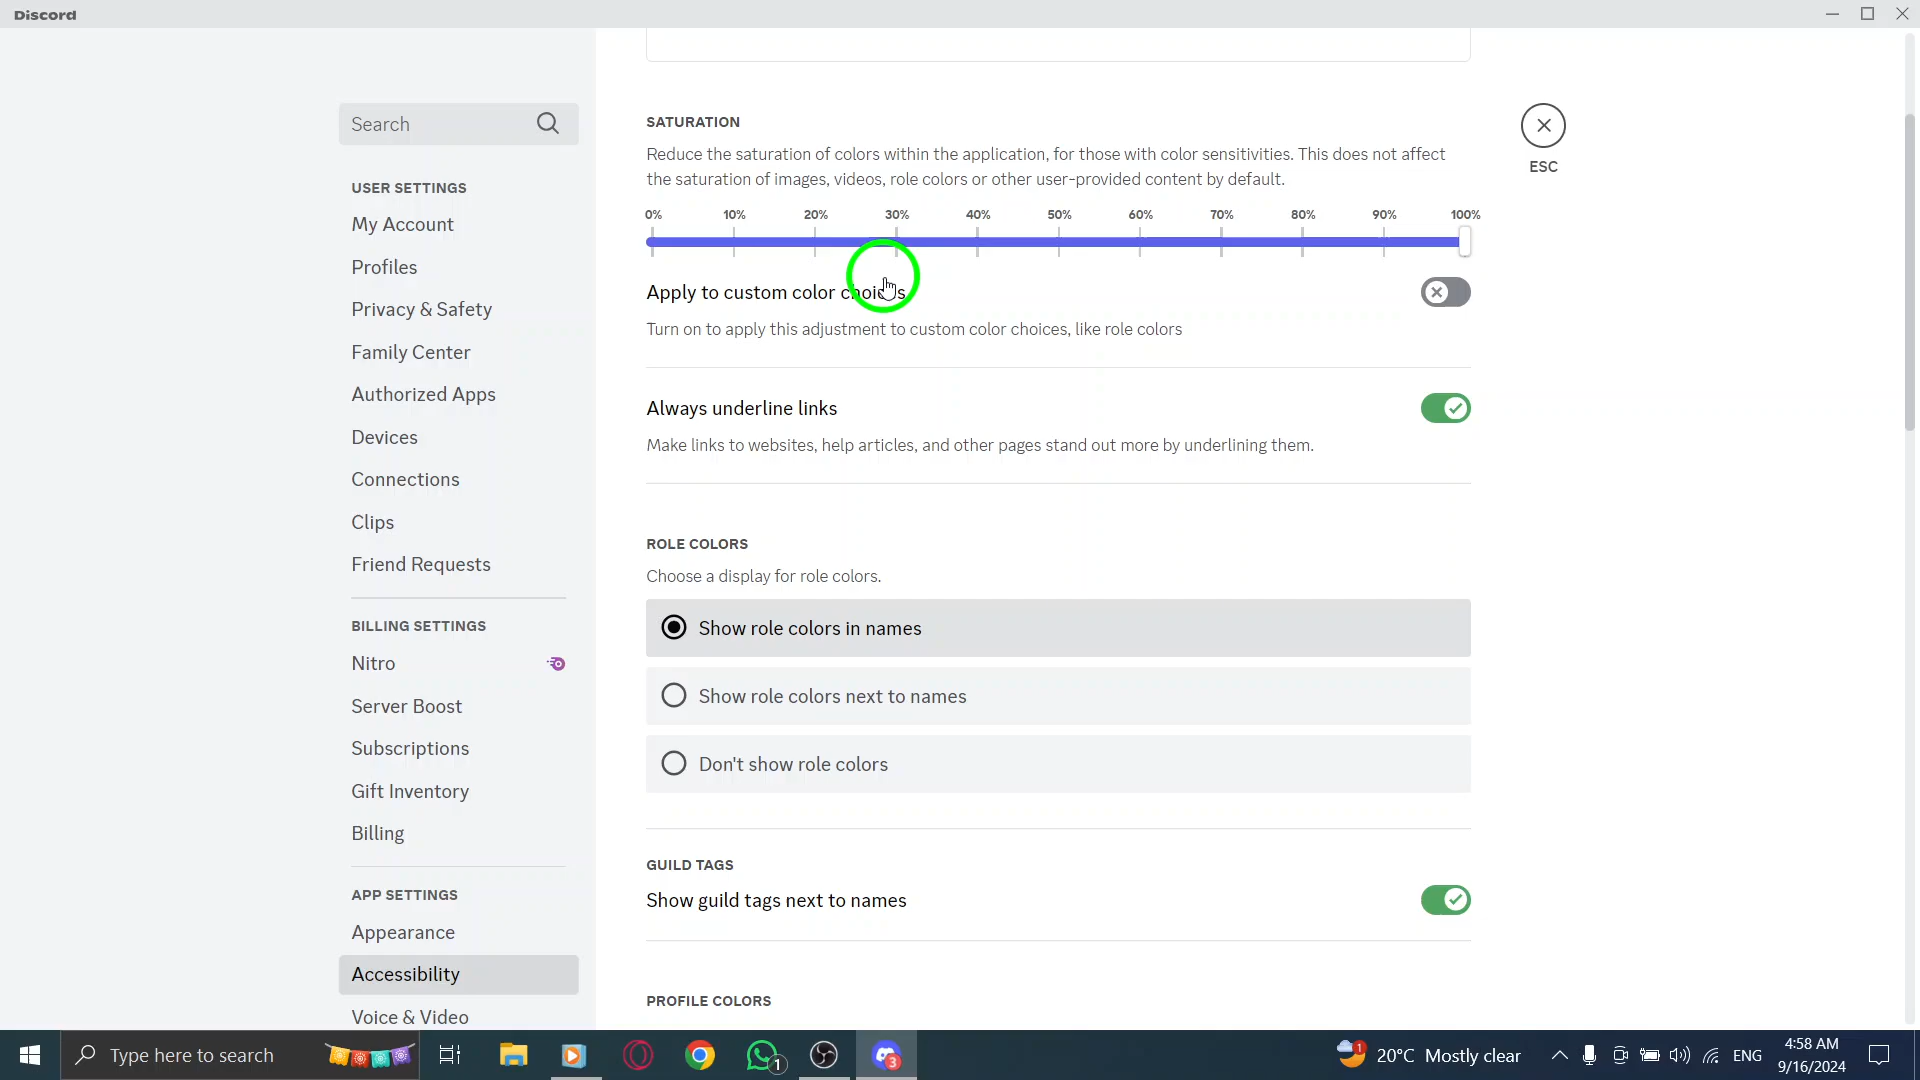 Discord
Search
USER SETTINGS
My Account
Profiles
Privacy & Safety
Family Center
Authorized Apps
Devices
Connections
Clips
Friend Requests
BILLING SETTINGS
Nitro
Server Boost
Subscriptions
Gift Inventory
Billing
APP SETTINGS
Appearance
Accessibility
Voice & Video
SATURATION
Reduce the saturation of colors within the application, for those with color sensitivities. This does not affect
the saturation of images, videos, role colors or other user-provided content by default.
0% 10% 20% 30% 40% 50% 60% 70% 80% 90% 100%
Apply to custom color choices
Turn on to apply this adjustment to custom color choices, like role colors
Always underline links
Make links to websites, help articles, and other pages stand out more by underlining them.
ROLE COLORS
Choose a display for role colors.
Show role colors in names
Show role colors next to names
Don't show role colors
GUILD TAGS
Show guild tags next to names
PROFILE COLORS
ESC
Type here to search
1
3
1
20°C Mostly clear
ENG
4:58 AM
9/16/2024